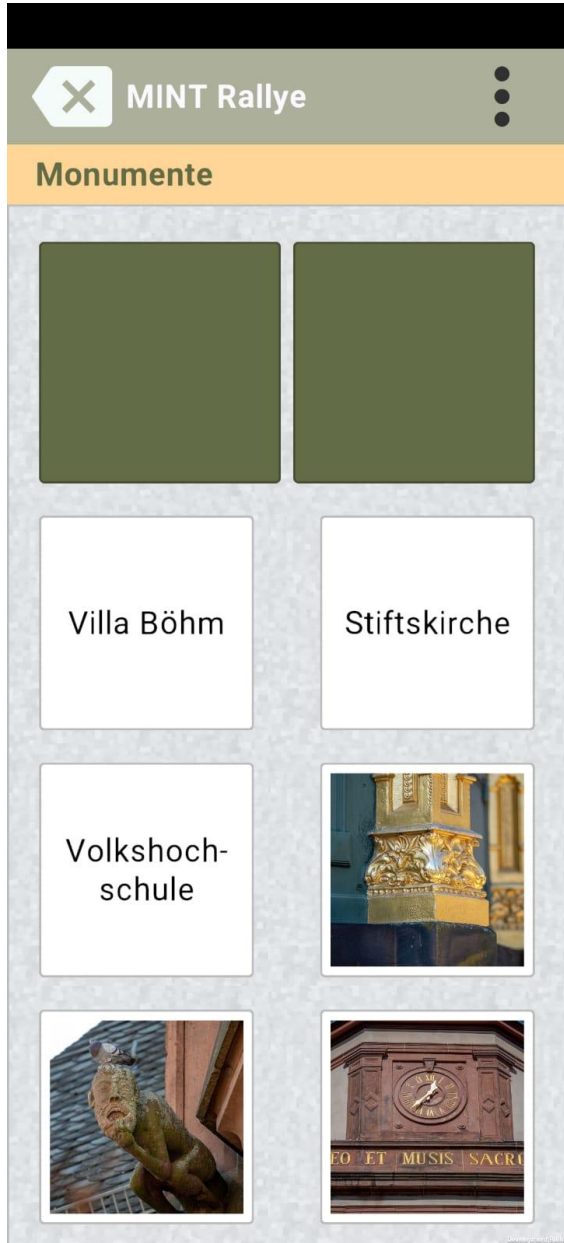 MINT Rallye
Monumente
Villa Böhm
Stiftskirche
Volkshoch-
schule
EO ET MUSIS SACRU